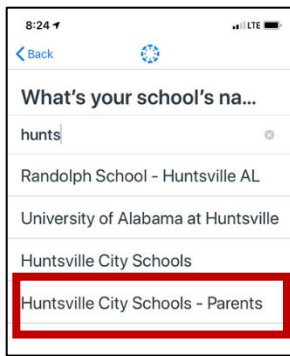 8:24
LTE
Back
What's your school's na...
hunts
Randolph School - Huntsville AL
University of Alabama at Huntsville
Huntsville City Schools
Huntsville City Schools - Parents